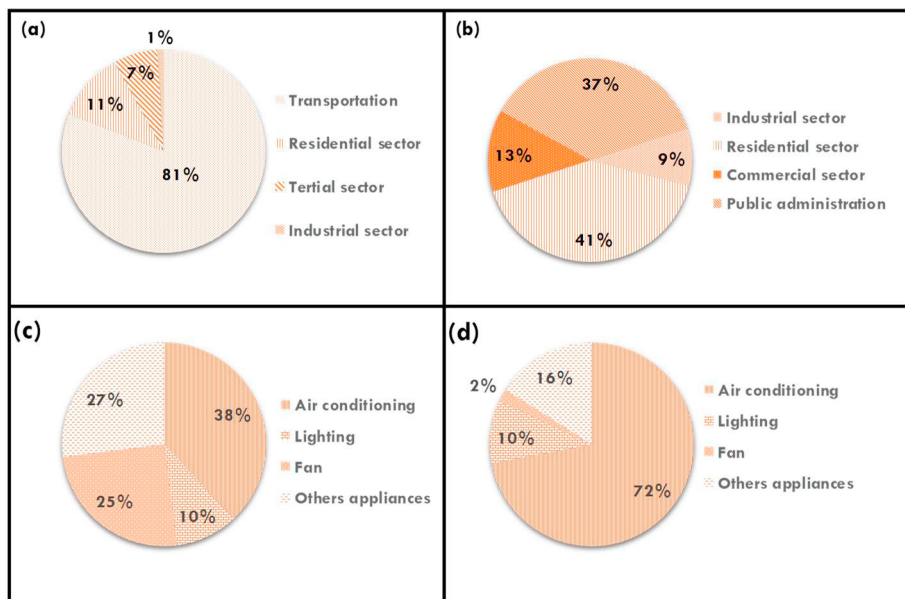 (a)
1%
7%
11%
81%
Transportation
Residential sector
Tertial sector
Industrial sector
(b)
37%
13%
9%
41%
Industrial sector
Residential sector
Commercial sector
Public administration
(c)
27%
38%
25%
10%
Air conditioning
Lighting
Fan
Others appliances
(d)
2%
16%
10%
72%
Air conditioning
Lighting
Fan
Others appliances